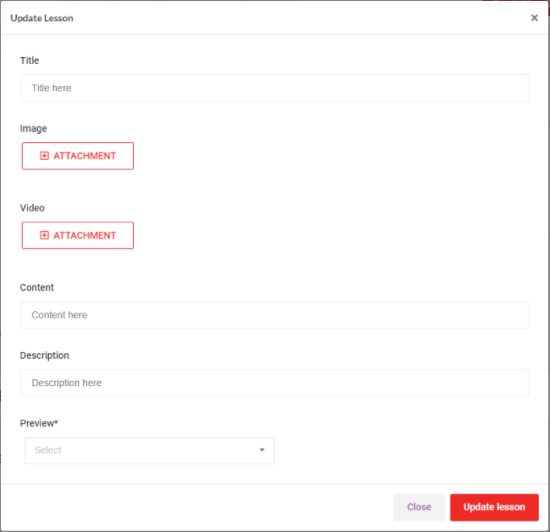 Update Lesson ×
Title
Title here
Image
ATTACHMENT
Video
ATTACHMENT
Content
Content here
Description
Description here
Preview*
Select
Close Update lesson